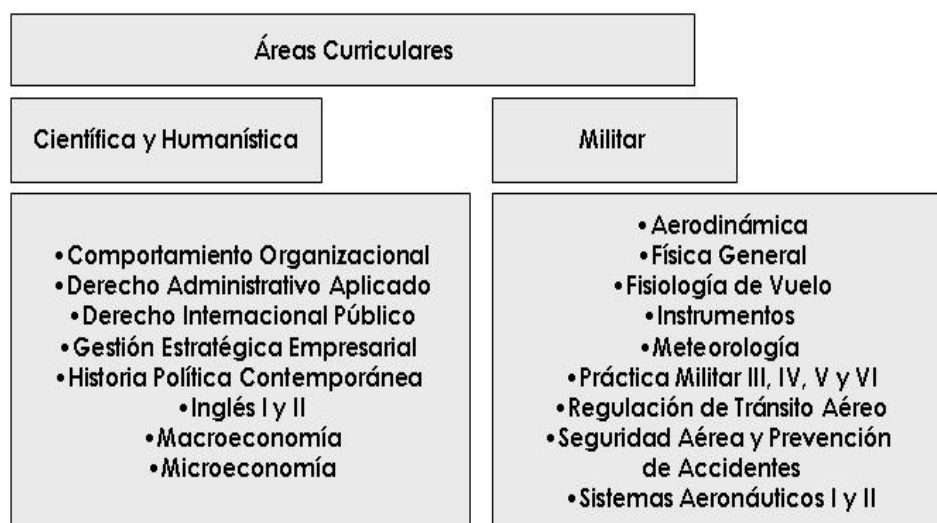 Áreas Curriculares
Científica y Humanística
Militar
•Comportamiento Organizacional
•Derecho Administrativo Aplicado
•Derecho Internacional Público
•Gestión Estratégica Empresarial
•Historia Política Contemporánea
•Inglés I y II
•Macroeconomía
•Microeconomía
•Aerodinámica
•Física General
•Fisiología de Vuelo
•Instrumentos
•Meteorología
•Práctica Militar III, IV, V y VI
•Regulación de Tránsito Aéreo
•Seguridad Aérea y Prevención
de Accidentes
•Sistemas Aeronáuticos I y II